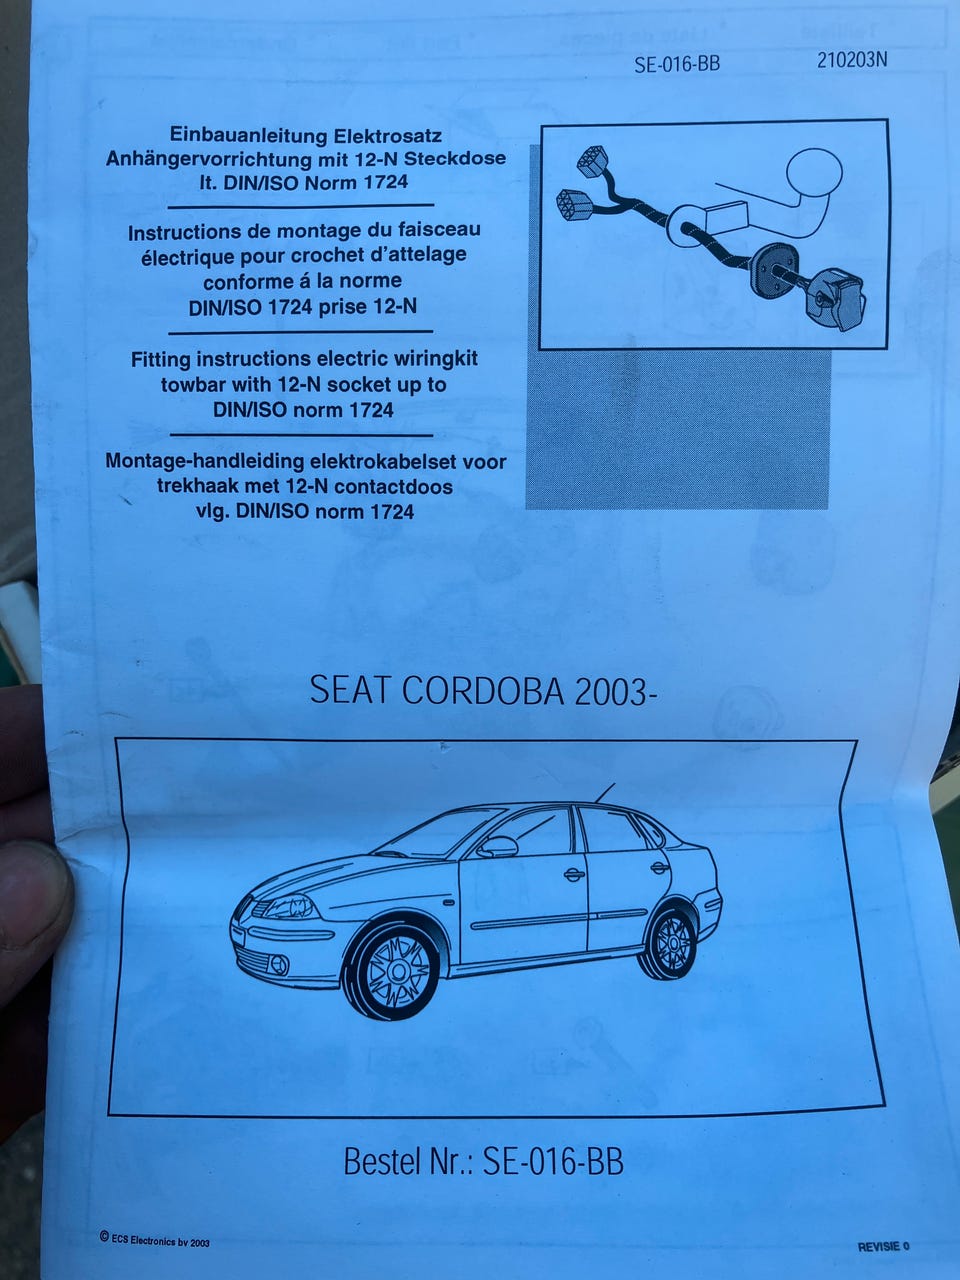 SE-016-BB 210203N
Einbauanleitung Elektrosatz
Anhängervorrichtung mit 12-N Steckdose
lt. DIN/ISO Norm 1724
Instructions de montage du faisceau
électrique pour crochet d'attelage
conforme á la norme
DIN/ISO 1724 prise 12-N
Fitting instructions electric wiringkit
towbar with 12-N socket up to
DIN/ISO norm 1724
Montage-handleiding elektrokabelset voor
trekhaak met 12-N contactdoos
vlg. DIN/ISO norm 1724
SEAT CORDOBA 2003-
Bestel Nr.: SE-016-BB
© ECS Electronics bv 2003
REVISIE 0